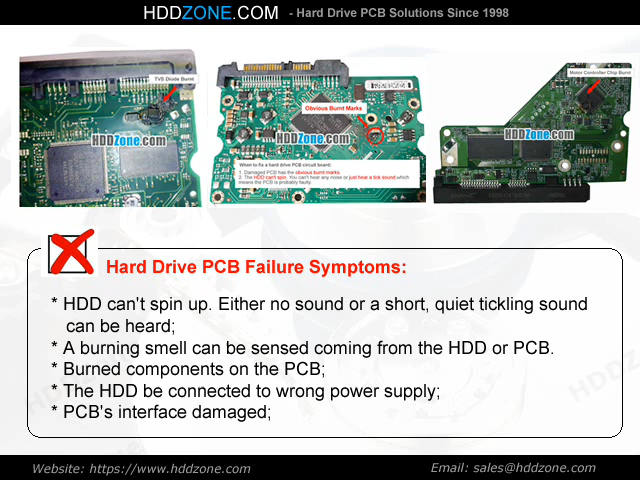 HDDZONE.COM - Hard Drive PCB Solutions Since 1998
TVS Diode Burnt
HDDZone.com
Obvious Burnt Marks
HDDZone.com
When to fix a hard drive PCB circuit board:
1. Damaged PCB has the obvious burnt marks
2. The HDD can't spin. You can't hear any noise or just hear a tick sound which
means the PCB is probably faulty.
Motor Controller Chip Burnt
HDDZone.com
Hard Drive PCB Failure Symptoms:
* HDD can't spin up. Either no sound or a short, quiet tickling sound
can be heard;
* A burning smell can be sensed coming from the HDD or PCB.
* Burned components on the PCB;
* The HDD be connected to wrong power supply;
* PCB's interface damaged;
Website: https://www.hddzone.com Email: sales@hddzone.com